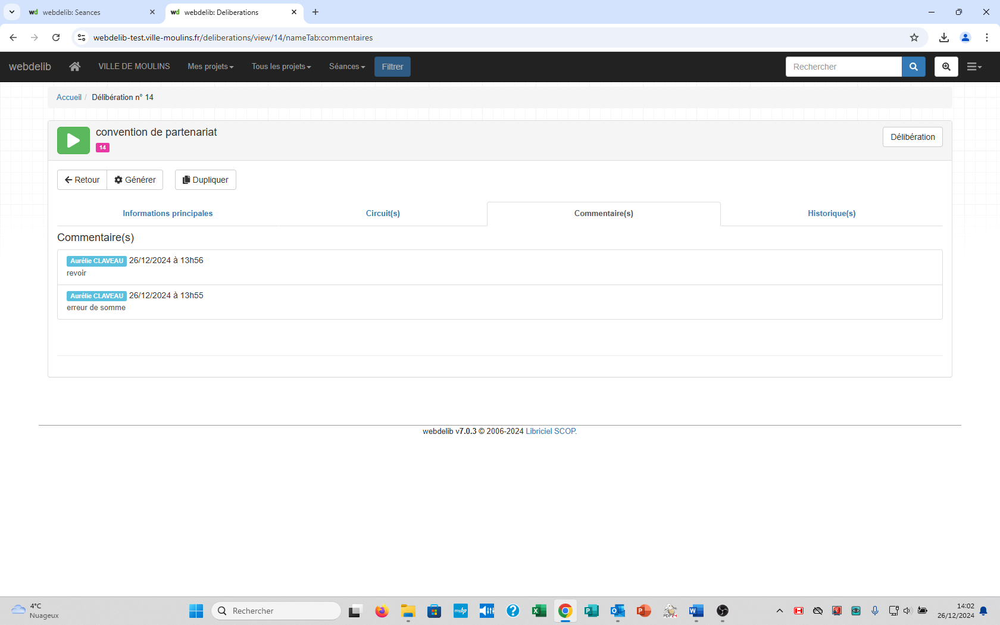 webdelib: Seances
webdelib: Deliberations
webdelib-test.ville-moulins.fr/deliberations/view/14/nameTab:commentaires
webdelib VILLE DE MOULINS Mes projets Tous les projets Séances Filtrer Rechercher
Accueil / Délibération n° 14
convention de partenariat
14
Délibération
Retour Générer Dupliquer
Informations principales Circuit(s) Commentaire(s) Historique(s)
Commentaire(s)
Aurélie CLAVEAU 26/12/2024 à 13h56
revoir
Aurélie CLAVEAU 26/12/2024 à 13h55
erreur de somme
webdelib v7.0.3 © 2006-2024 Libriciel SCOP.
4°C
Nuageux
Rechercher
14:02
26/12/2024